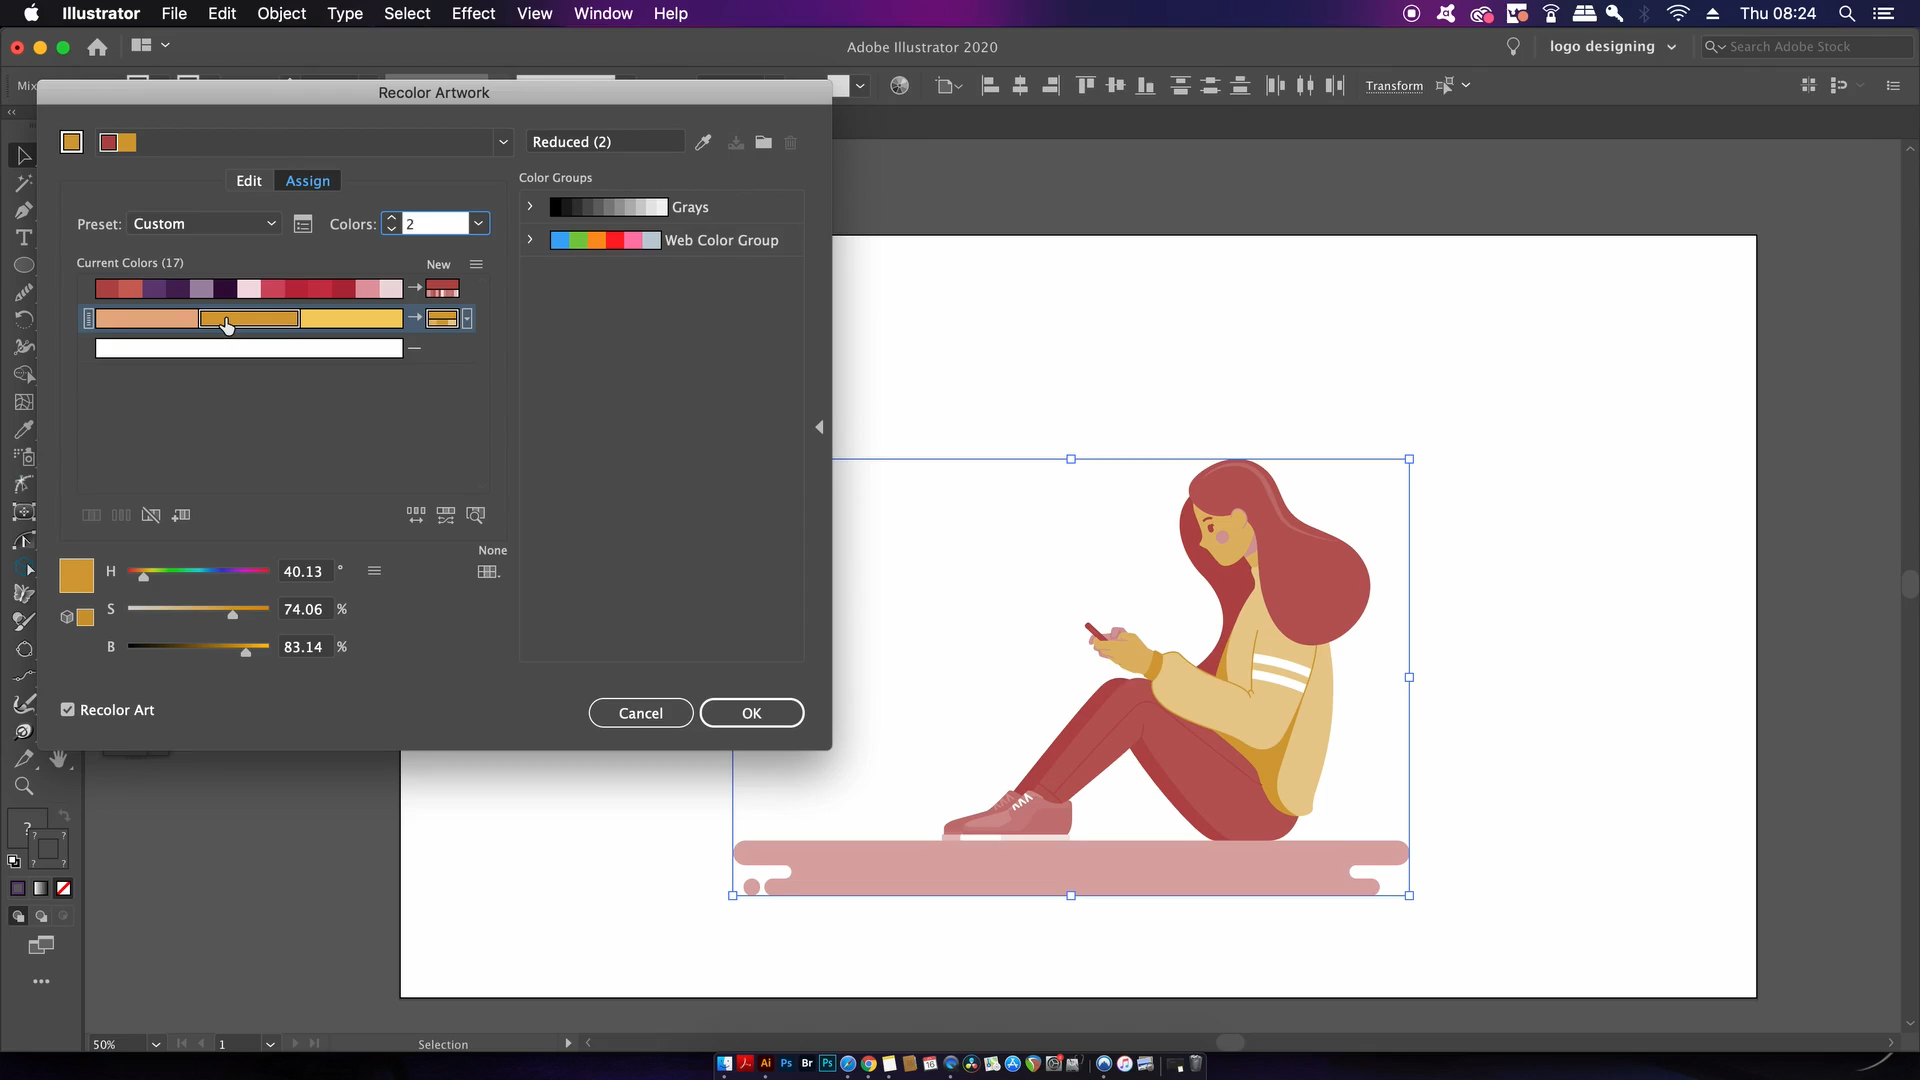 Illustrator File Edit Object Type Select Effect View Window Help
Thu 08:24
Adobe Illustrator 2020
logo designing
Search Adobe Stock
Mix
Transform
Recolor Artwork
Reduced (2)
Edit Assign
Color Groups
Preset: Custom
Colors: 2
Grays
Web Color Group
Current Colors (17)
New
None
H 40.13 °
S 74.06 %
B 83.14 %
Recolor Art
Cancel
OK
50%
1
Selection